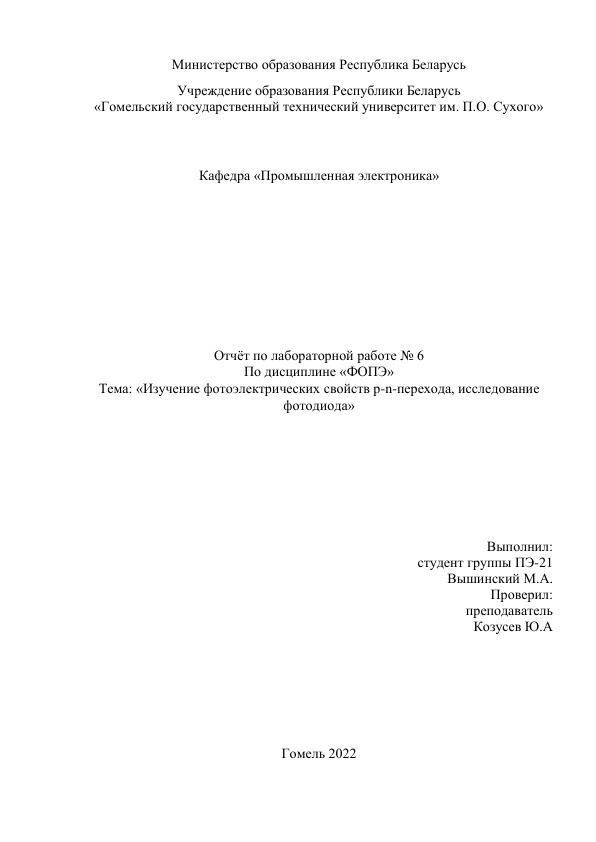 Министерство образования Республика Беларусь
Учреждение образования Республики Беларусь
«Гомельский государственный технический университет им. П.О. Сухого»
Кафедра «Промышленная электроника»
Отчёт по лабораторной работе № 6
По дисциплине «ФОПЭ»
Тема: «Изучение фотоэлектрических свойств p-n-перехода, исследование
фотодиода»
Выполнил:
студент группы ПЭ-21
Вышинский М.А.
Проверил:
преподаватель
Козусев Ю.А
Гомель 2022